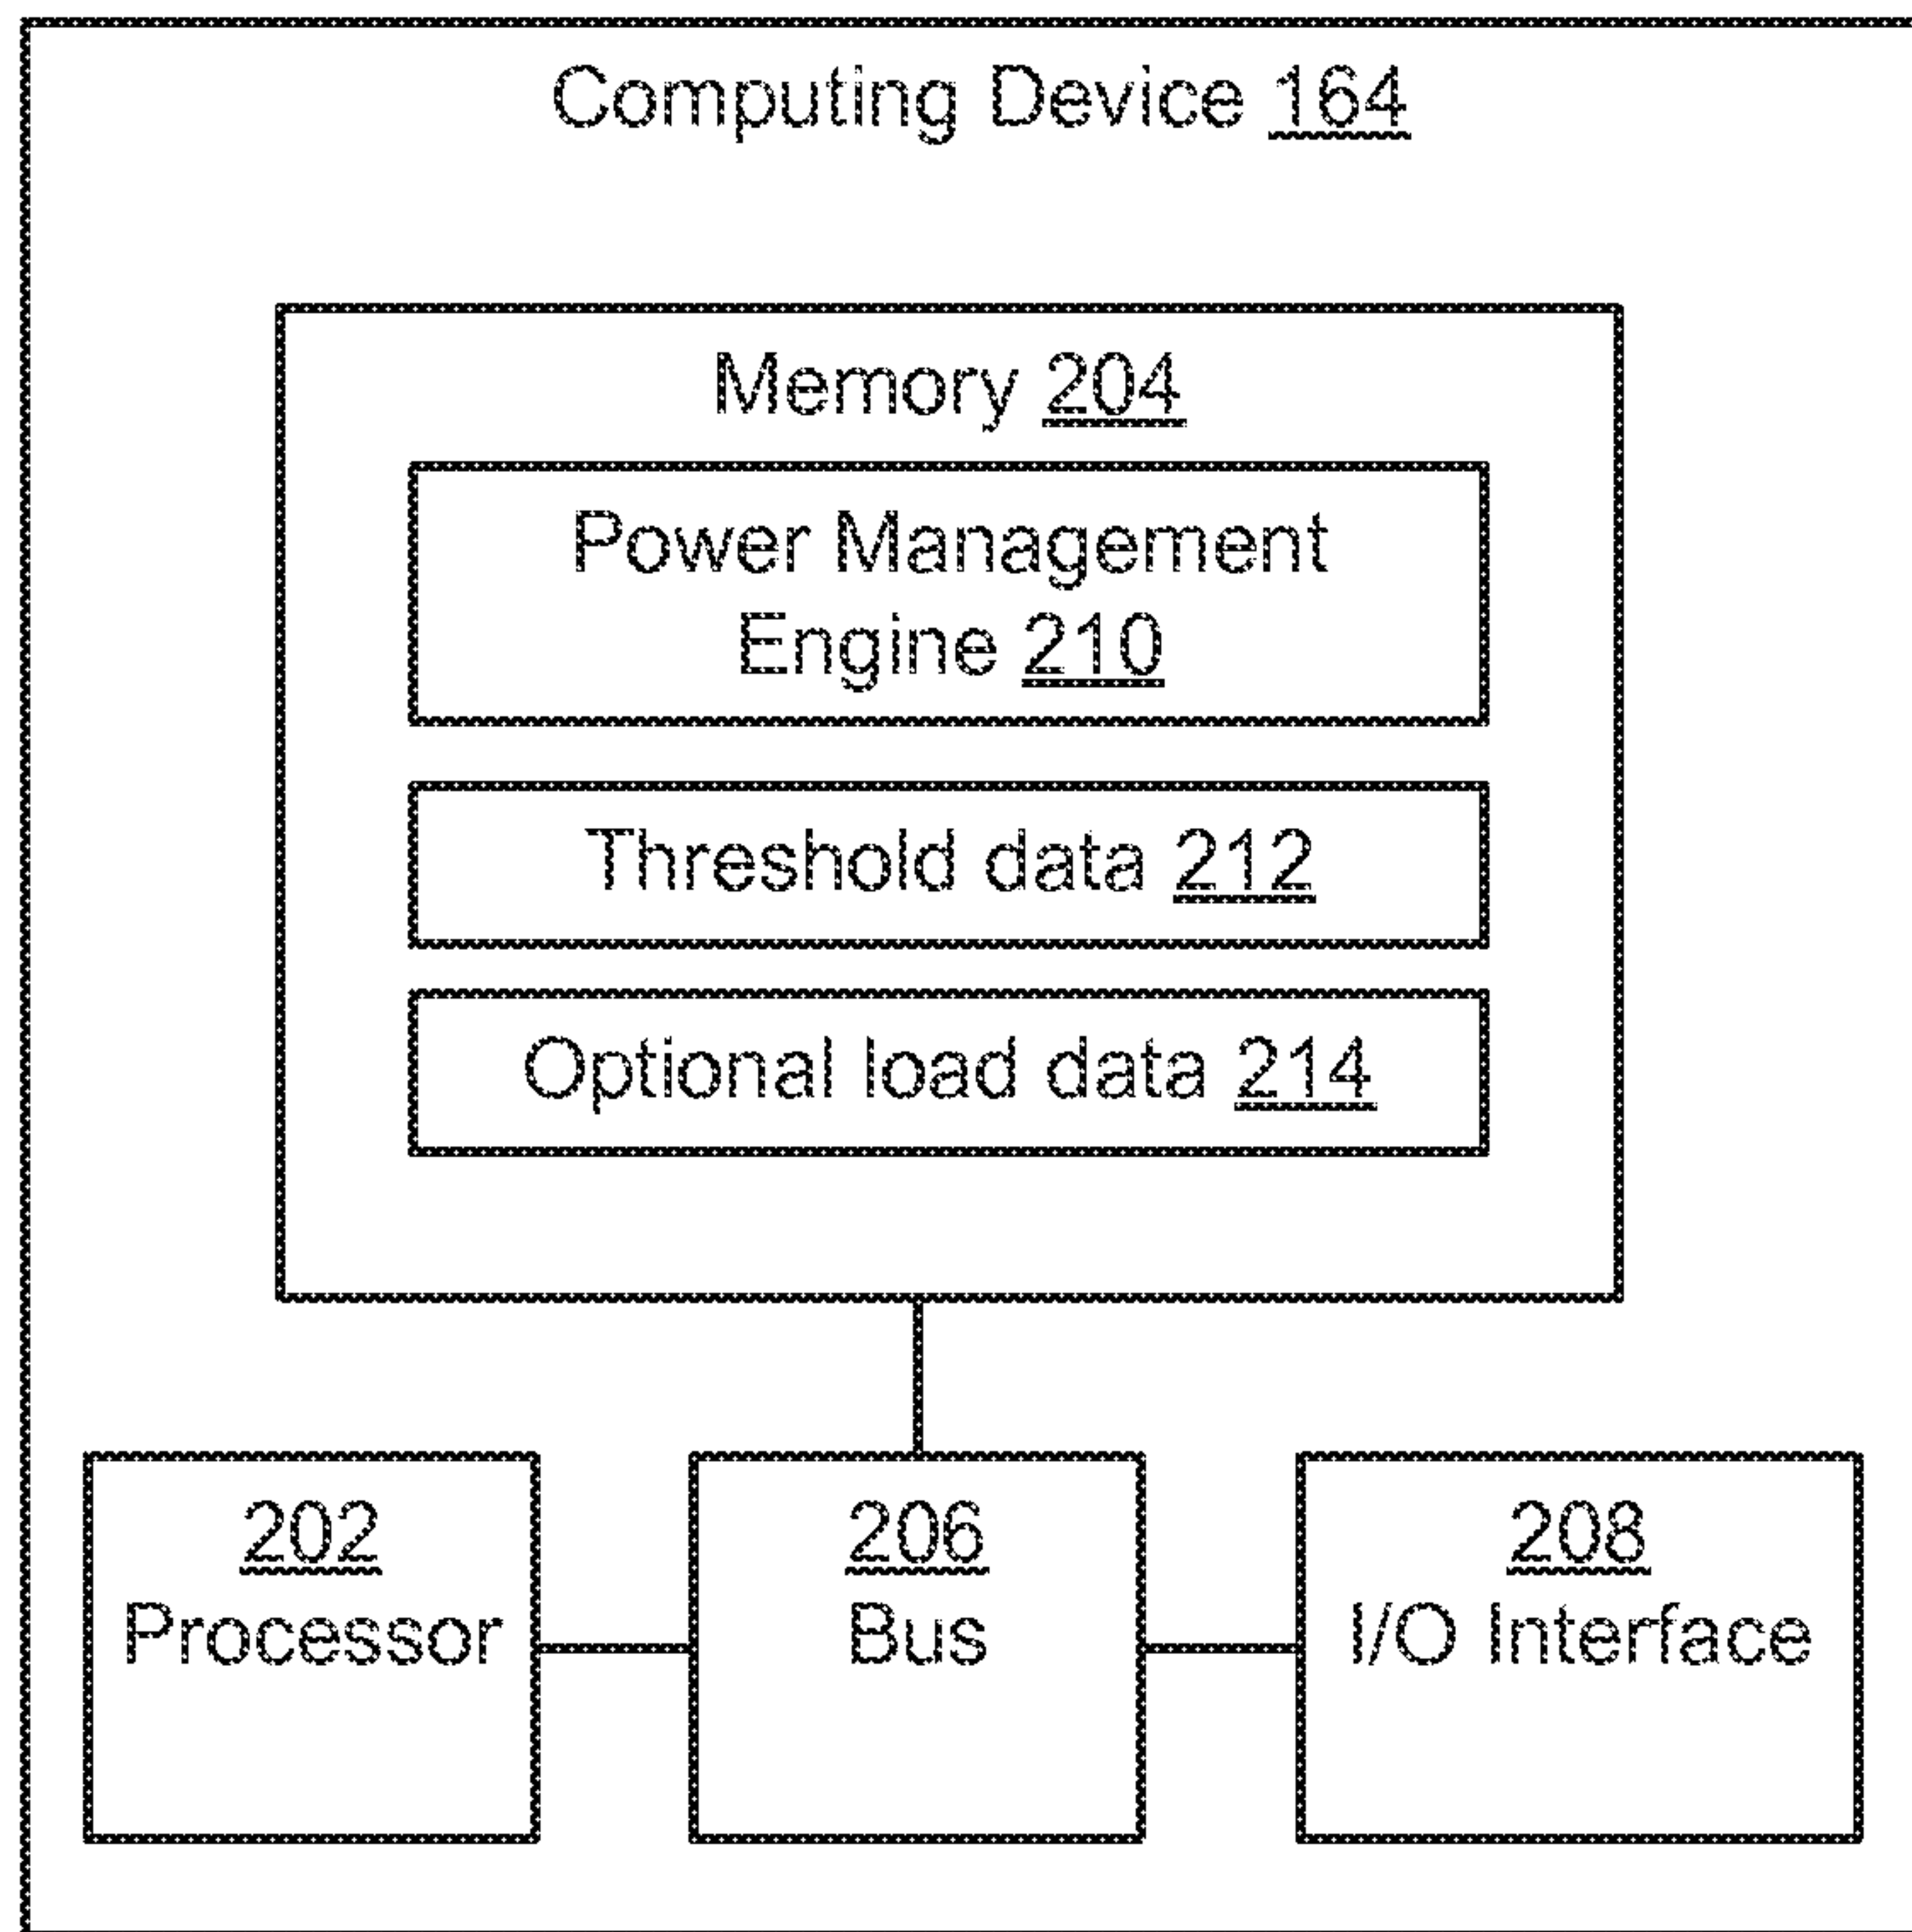 Computing Device 164
Memory 204
Power Management
Engine 210
Threshold data 212
Optional load data 214
202
Processor
206
Bus
208
I/O Interface